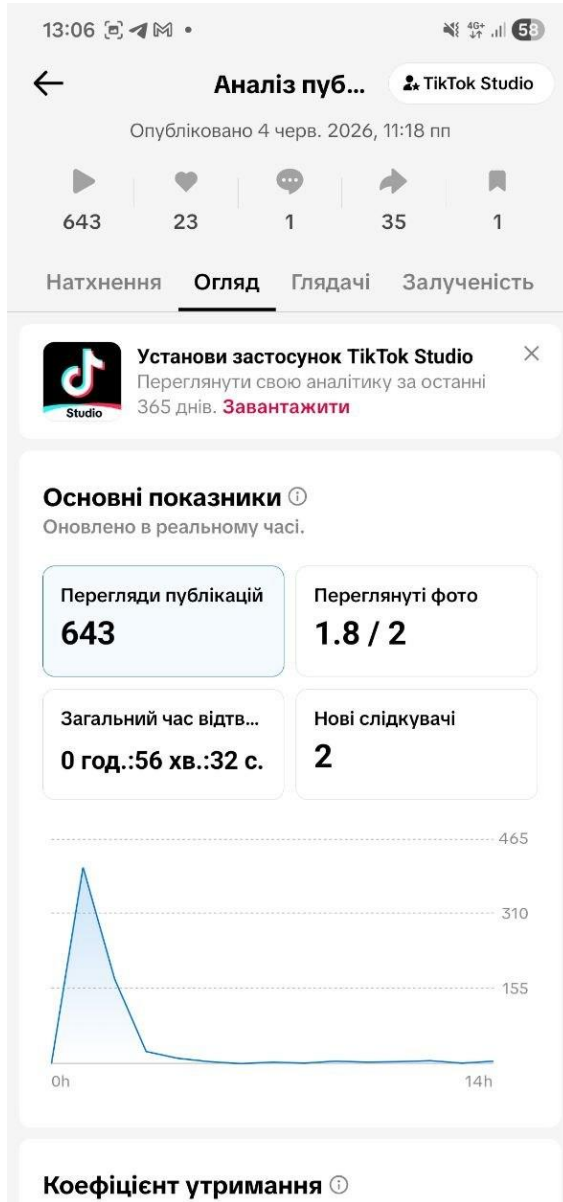 13:06
4G+
58
Аналіз пуб...
TikTok Studio
Опубліковано 4 черв. 2026, 11:18 пп
643
23
1
35
1
Натхнення
Огляд
Глядачі
Залученість
Studio
Установи застосунок TikTok Studio
Переглянути свою аналітику за останні
365 днів. Завантажити
Основні показники
Оновлено в реальному часі.
Перегляди публікацій
643
Переглянуті фото
1.8 / 2
Загальний час відтв...
0 год.:56 хв.:32 с.
Нові слідкувачі
2
465
310
155
0h
14h
Коефіцієнт утримання